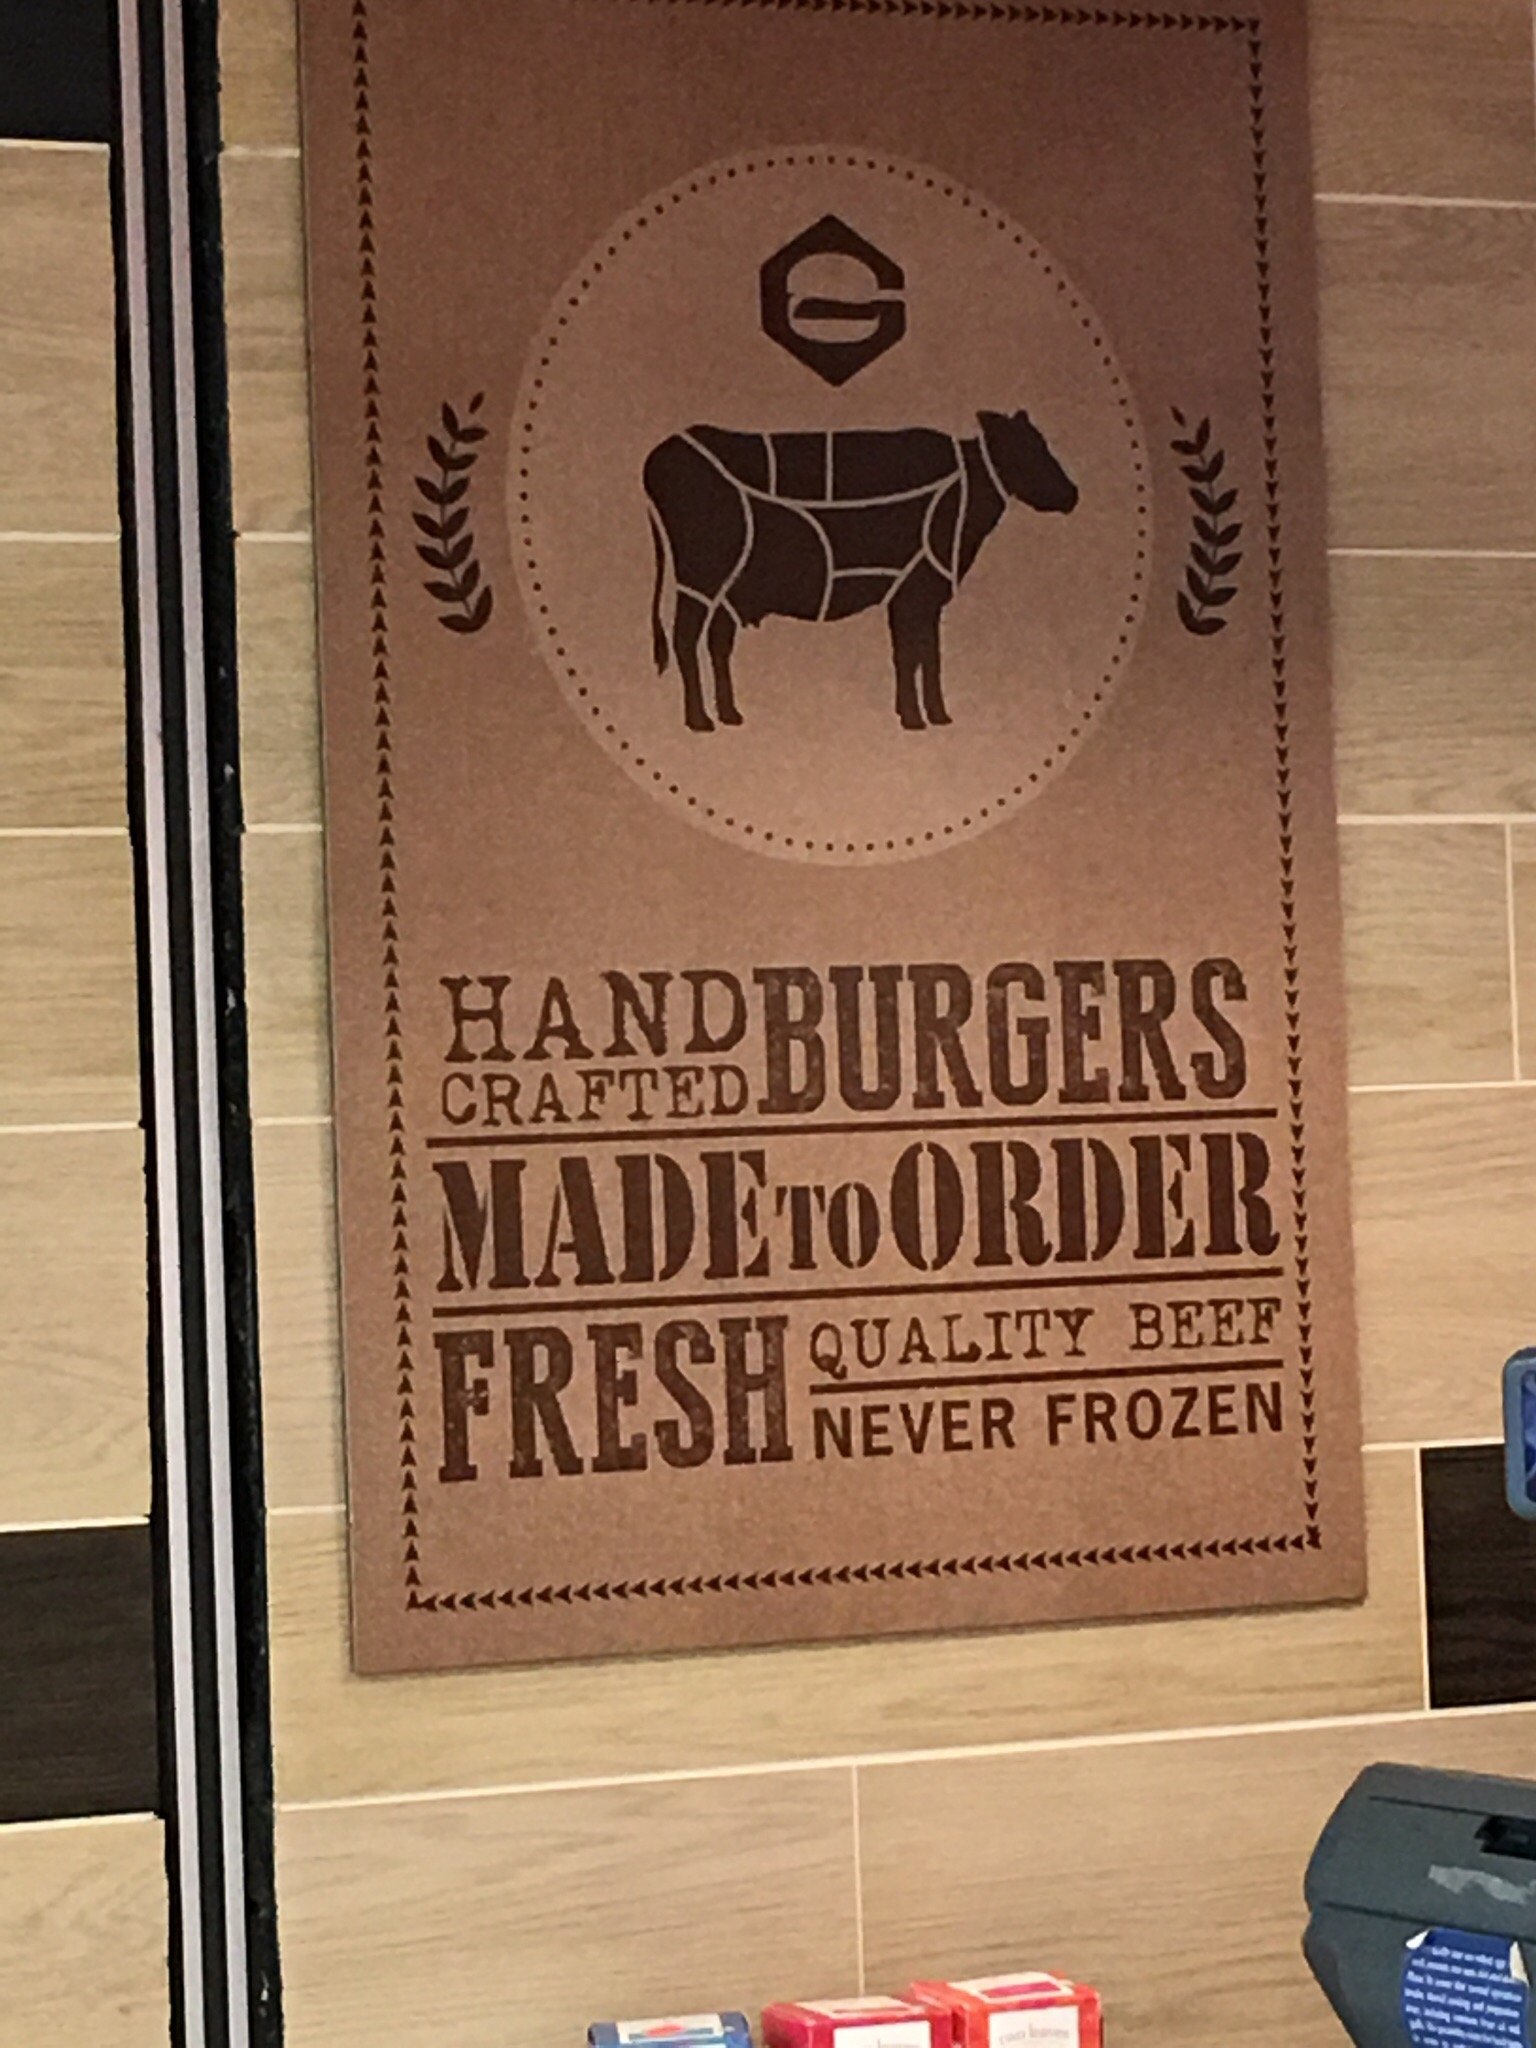 G
HAND
CRAFTED
BURGERS
MADE TO ORDER
FRESH
QUALITY BEEF
NEVER FROZEN